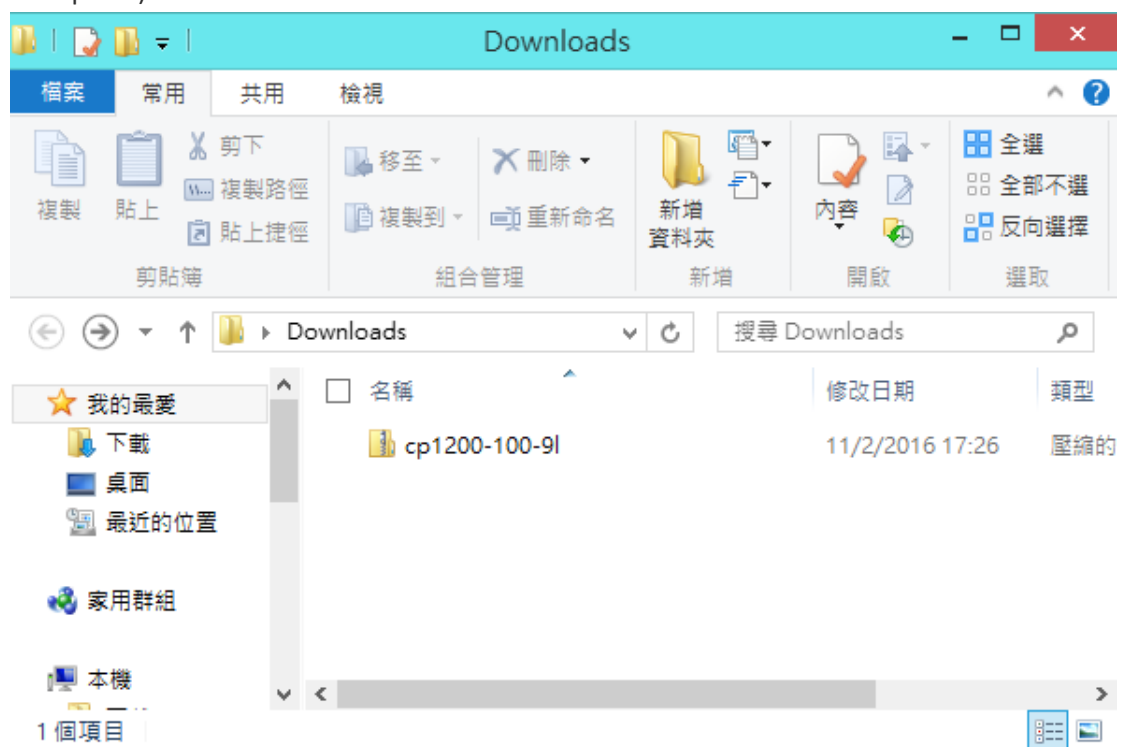 Downloads
檔案 常用 共用 檢視
複製
貼上
剪下
複製路徑
貼上捷徑
剪貼簿
移至
複製到
刪除
重新命名
組合管理
新增
資料夾
新增
內容
開啟
全選
全部不選
反向選擇
選取
Downloads
搜尋 Downloads
我的最愛
下載
桌面
最近的位置
家用群組
本機
名稱 修改日期 類型
cp1200-100-9l 11/2/2016 17:26 壓縮的
1 個項目